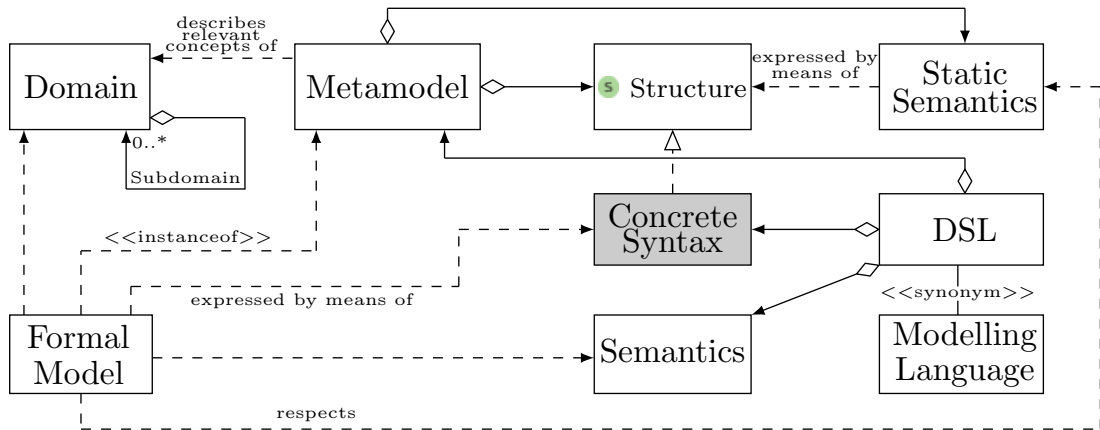 describes
relevant
concepts of
Domain
Metamodel
S Structure
expressed by
means of
Static
Semantics
0..*
Subdomain
<<instanceof>>
Concrete
Syntax
DSL
expressed by means of
<<synonym>>
Formal
Model
Semantics
Modelling
Language
respects